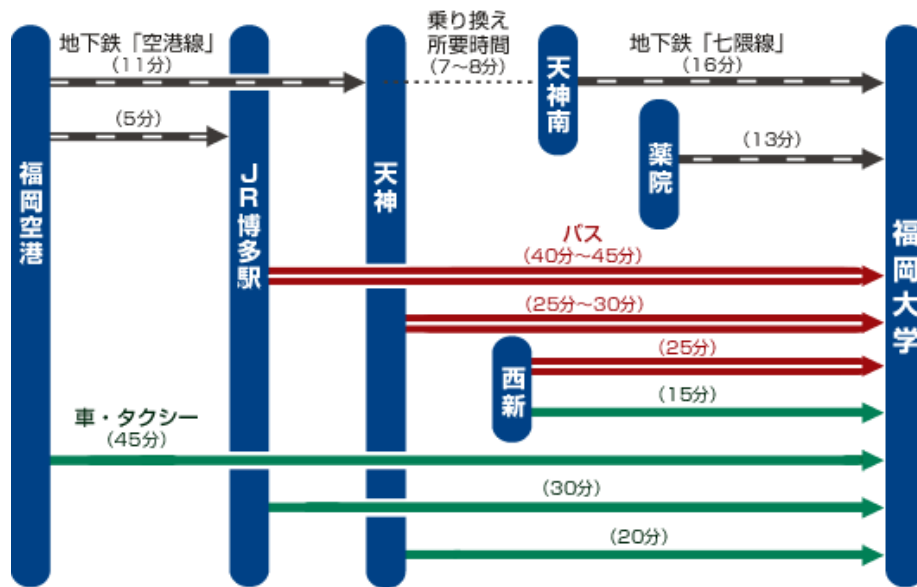 地下鉄「空港線」
(11分)
乗り換え
所要時間
(7〜8分)
地下鉄「七隈線」
(16分)
天神南
(5分)
薬院
(13分)
福岡空港
JR博多駅
天神
福岡大学
バス
(40分〜45分)
(25分〜30分)
西新
(25分)
(15分)
車・タクシー
(45分)
(30分)
(20分)